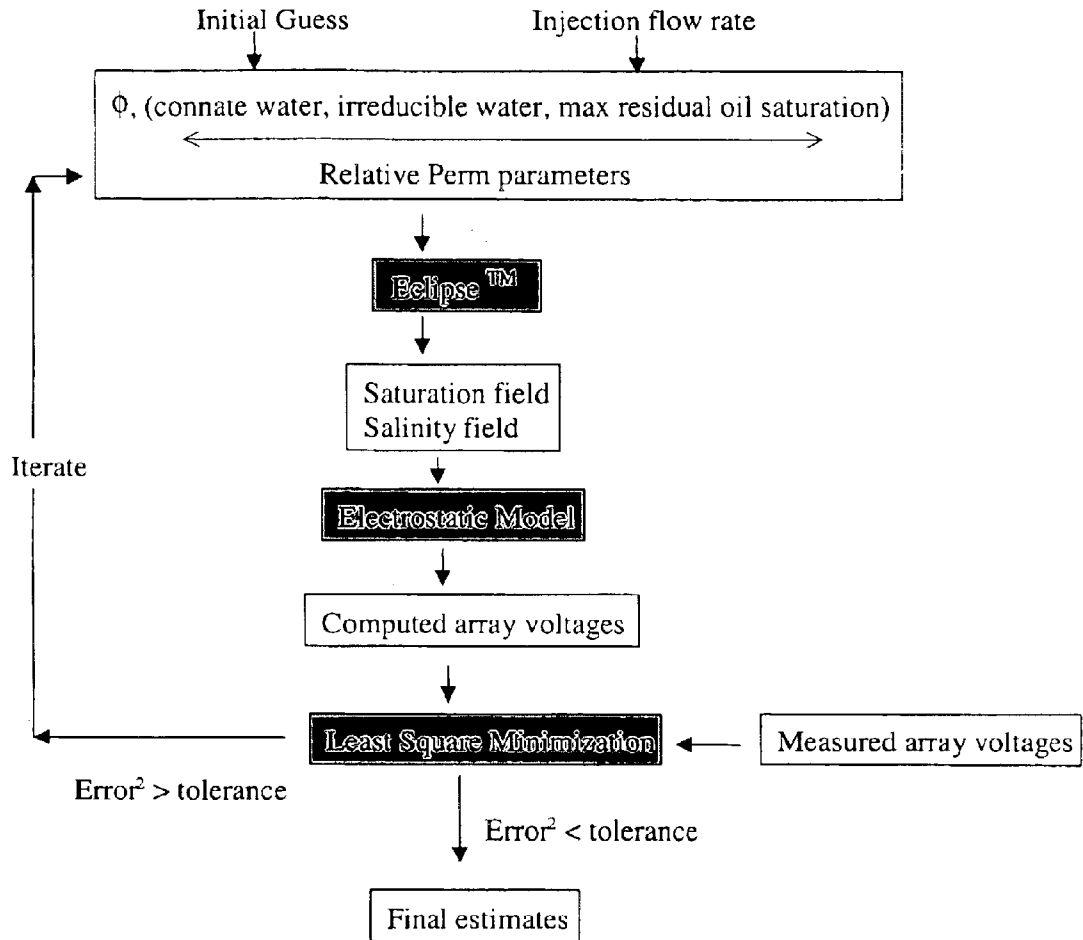 Initial Guess
Injection flow rate
ϕ, (connate water, irreducible water, max residual oil saturation)
Relative Perm parameters
Eclipse ™
Saturation field
Salinity field
Iterate
Electrostatic Model
Computed array voltages
Least Square Minimization
Measured array voltages
Error² > tolerance
Error² < tolerance
Final estimates